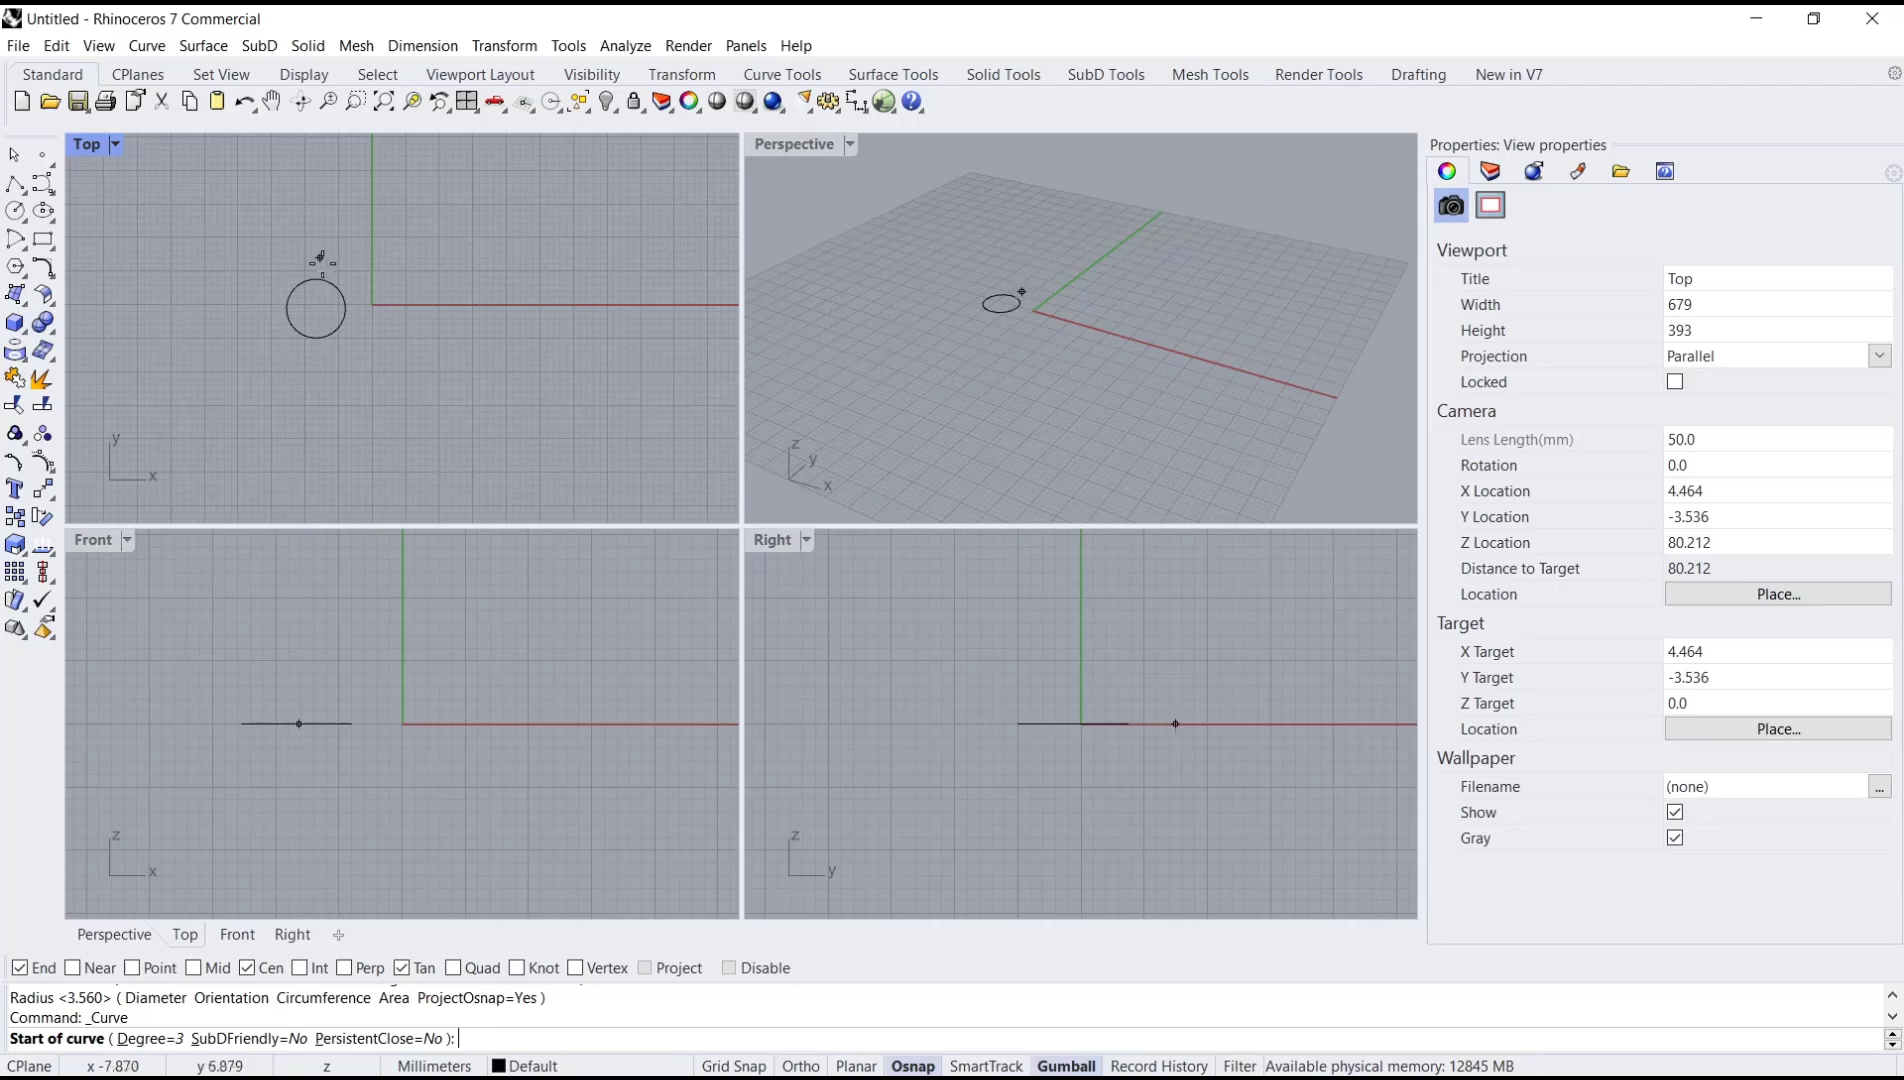 Untitled - Rhinoceros 7 Commercial
File Edit View Curve Surface SubD Solid Mesh Dimension Transform Tools Analyze Render Panels Help
Standard CPlanes Set View Display Select Viewport Layout Visibility Transform Curve Tools Surface Tools Solid Tools SubD Tools Mesh Tools Render Tools Drafting New in V7
Top
y
x
Perspective
z
y
x
Front
z
x
Right
z
y
Properties: View properties
Viewport
Title Top
Width 679
Height 393
Projection Parallel
Locked
Camera
Lens Length(mm) 50.0
Rotation 0.0
X Location 4.464
Y Location -3.536
Z Location 80.212
Distance to Target 80.212
Location Place...
Target
X Target 4.464
Y Target -3.536
Z Target 0.0
Location Place...
Wallpaper
Filename (none) ...
Show
Gray
Perspective Top Front Right
End Near Point Mid Cen Int Perp Tan Quad Knot Vertex Project Disable
Radius <3.560> ( Diameter Orientation Circumference Area ProjectOsnap=Yes )
Command: _Curve
Start of curve ( Degree=3 SubDFriendly=No PersistentClose=No ):
CPlane x -7.870 y 6.879 z Millimeters Default Grid Snap Ortho Planar Osnap SmartTrack Gumball Record History Filter Available physical memory: 12845 MB